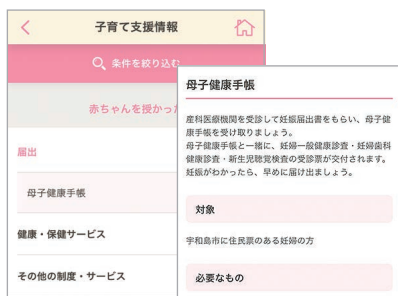 子育て支援情報
条件を絞り込む
赤ちゃんを授かっ
届出
母子健康手帳
健康・保健サービス
その他の制度・サービス
母子健康手帳
産科医療機関を受診して妊娠届出書をもらい、母子健
康手帳を受け取りましょう。
母子健康手帳と一緒に、妊婦一般健康診査・妊婦歯科
健康診査・新生児聴覚検査の受診票が交付されます。
妊娠がわかったら、早めに届け出ましょう。
対象
宇和島市に住民票のある妊婦の方
必要なもの